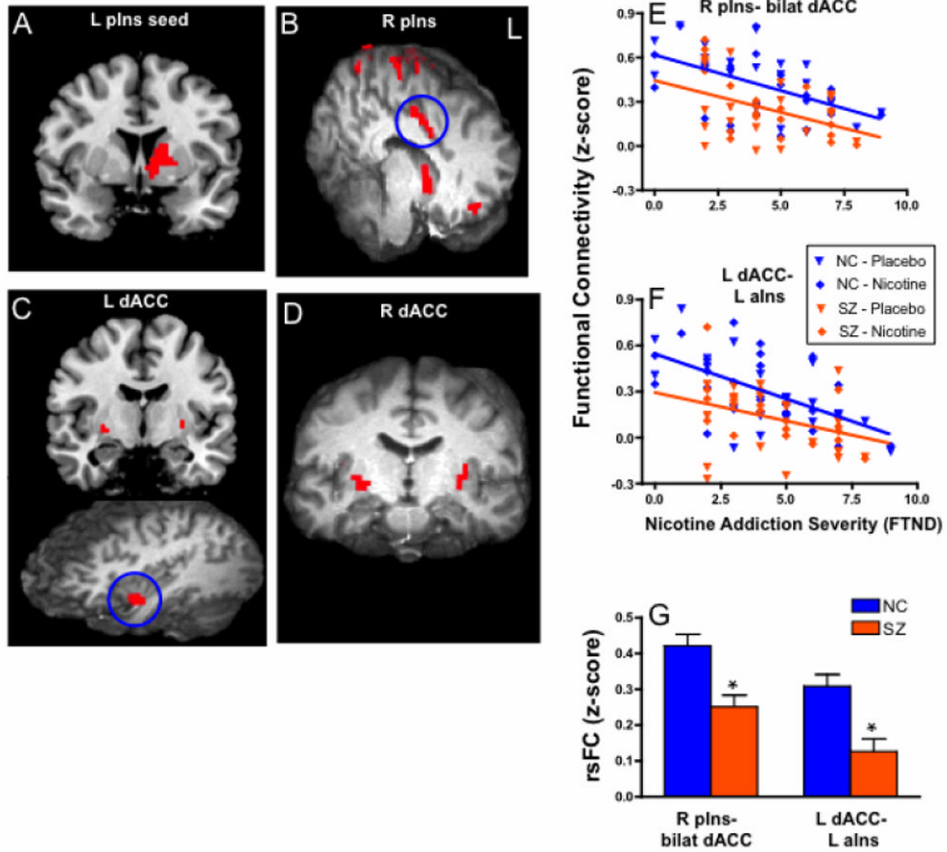 A
L pIns seed
B
R pIns
L
C
L dACC
D
R dACC
E
R pIns- bilat dACC
0.9
0.6
0.3
0.0
-0.3
0.0
2.5
5.0
7.5
10.0
NC - Placebo
NC - Nicotine
SZ - Placebo
SZ - Nicotine
F
L dACC-
L aIns
0.9
0.6
0.3
0.0
-0.3
0.0
2.5
5.0
7.5
10.0
Nicotine Addiction Severity (FTND)
Functional Connectivity (z-score)
G
NC
SZ
0.5
0.4
0.3
0.2
0.1
0.0
rsFC (z-score)
*
*
R pIns-
bilat dACC
L dACC-
L aIns